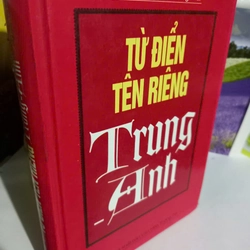 TỪ ĐIỂN
TÊN RIÊNG
Trung
-Anh